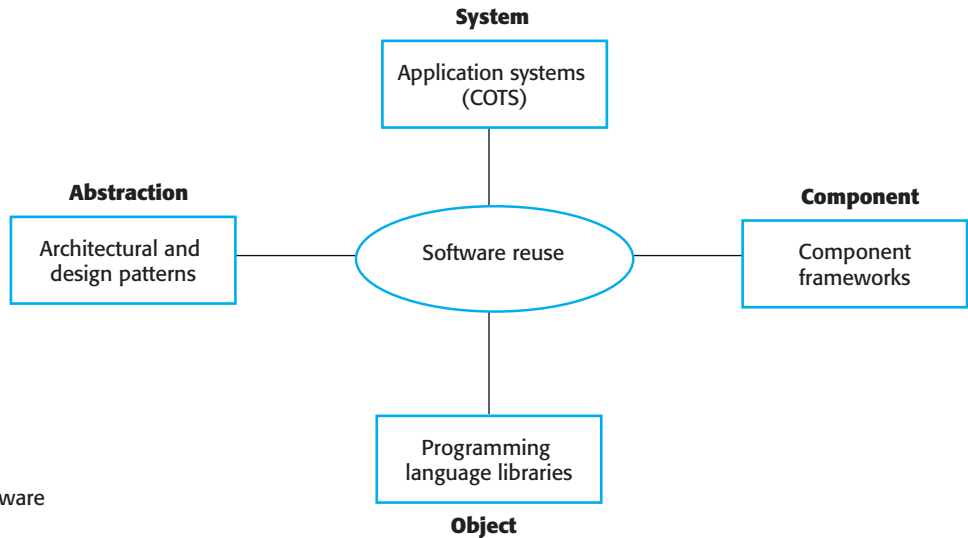 System
Application systems
(COTS)
Abstraction
Architectural and
design patterns
Software reuse
Component
Component
frameworks
Programming
language libraries
ware
Object